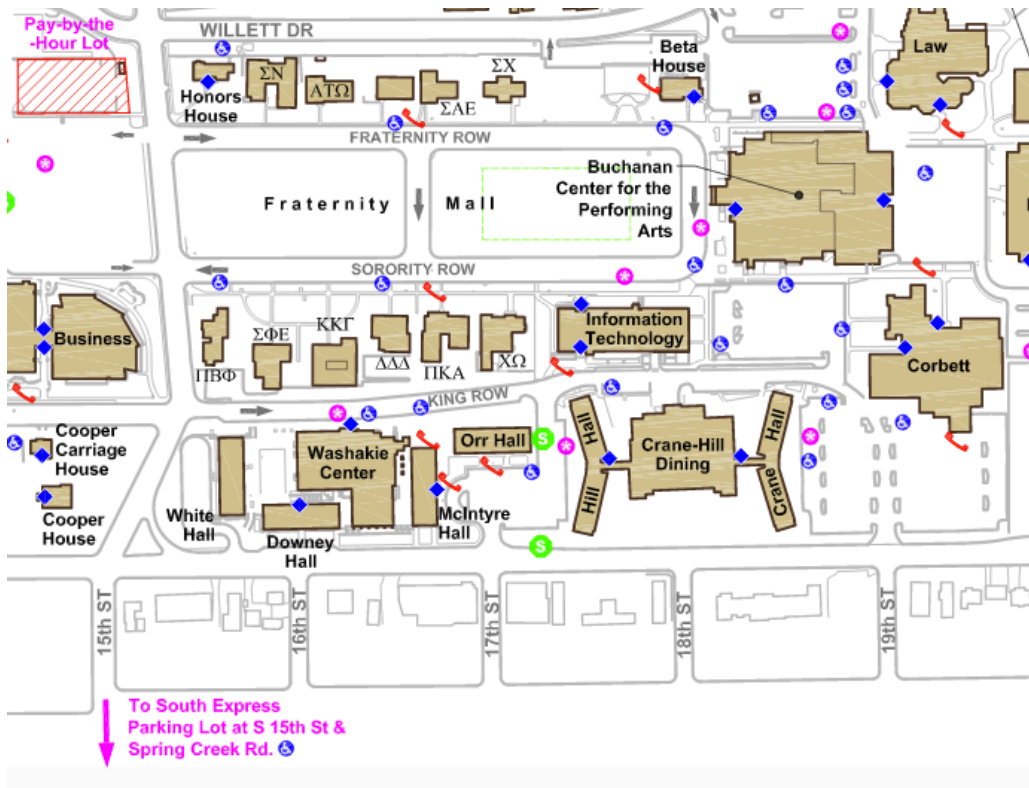 Pay-by-the
-Hour Lot
WILLETT DR
Honors
House
ΣΝ
ΑΤΩ
ΣΑΕ
ΣΧ
Beta
House
Law
FRATERNITY ROW
Fraternity Mall
Buchanan
Center for the
Performing
Arts
SORORITY ROW
Business
ΠΒΦ
ΣΦΕ
ΚΚΓ
ΔΔΔ
ΠΚΑ
ΧΩ
Information
Technology
Corbett
KING ROW
Cooper
Carriage
House
Cooper
House
White
Hall
Washakie
Center
Downey
Hall
Orr Hall
McIntyre
Hall
S
S
Hill Hall
Crane-Hill
Dining
Crane Hall
15th ST
16th ST
17th ST
18th ST
19th ST
To South Express
Parking Lot at S 15th St &
Spring Creek Rd.